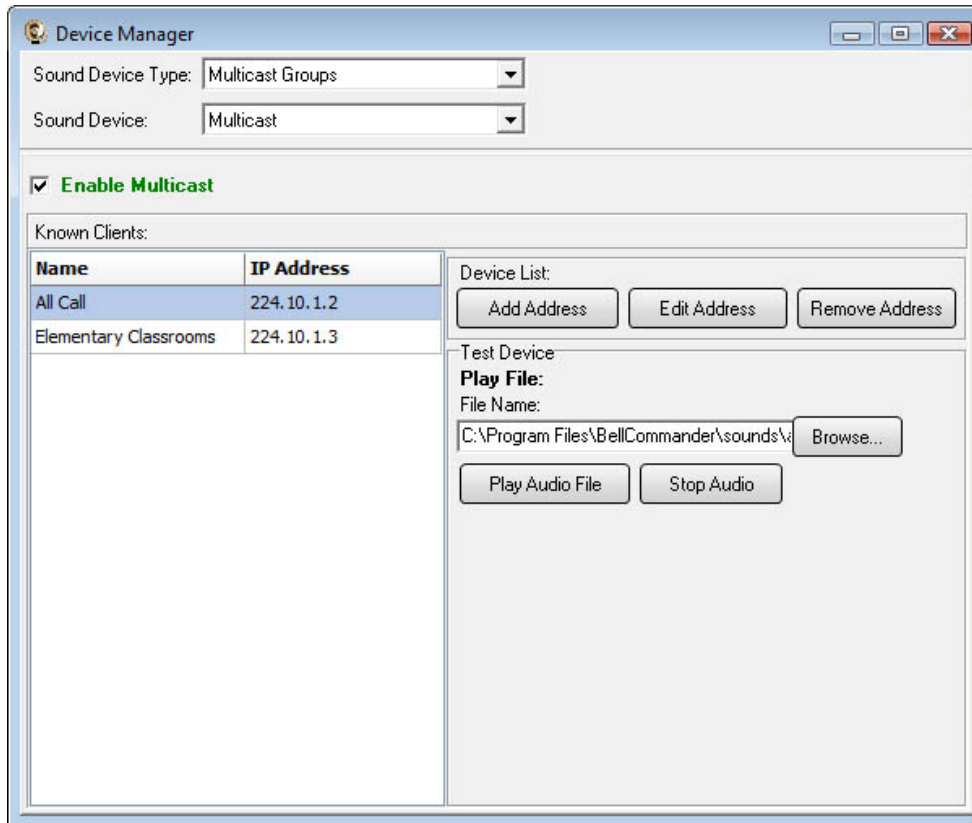 Device Manager
Sound Device Type: Multicast Groups
Sound Device: Multicast
Enable Multicast
Known Clients:
Name IP Address
All Call 224.10.1.2
Elementary Classrooms 224.10.1.3
Device List:
Add Address Edit Address Remove Address
Test Device
Play File:
File Name:
C:\Program Files\BellCommander\sounds\ Browse...
Play Audio File Stop Audio